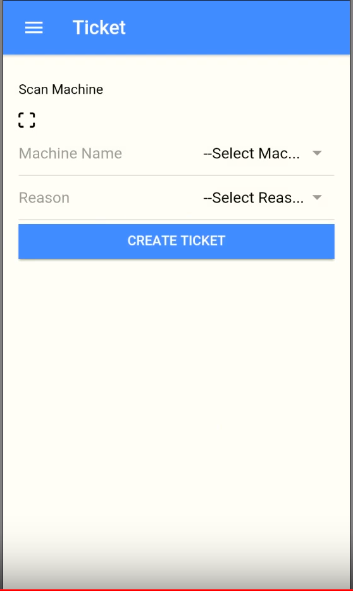 Ticket
Scan Machine
Machine Name --Select Mac...
Reason --Select Reas...
CREATE TICKET